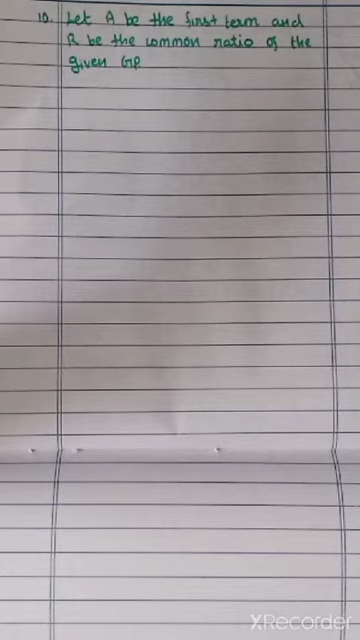 10. Let A be the first term and
R be the common ratio of the
given GP
XRecorder